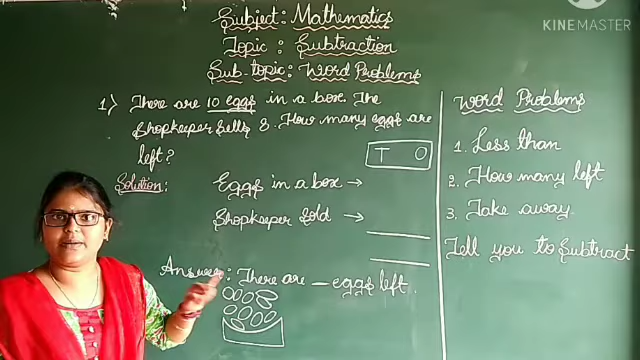 Subject: Mathematics
Topic: Subtraction
Sub-topic: Word Problems
1) There are 10 eggs in a box. The
Shopkeeper sells 8. How many eggs are
left?
T O
Solution:
Eggs in a box →
Shopkeeper sold →
Answer: There are — eggs left.
Word Problems
1. Less than
2. How many left
3. Take away.
Tell you to Subtract
KINEMASTER